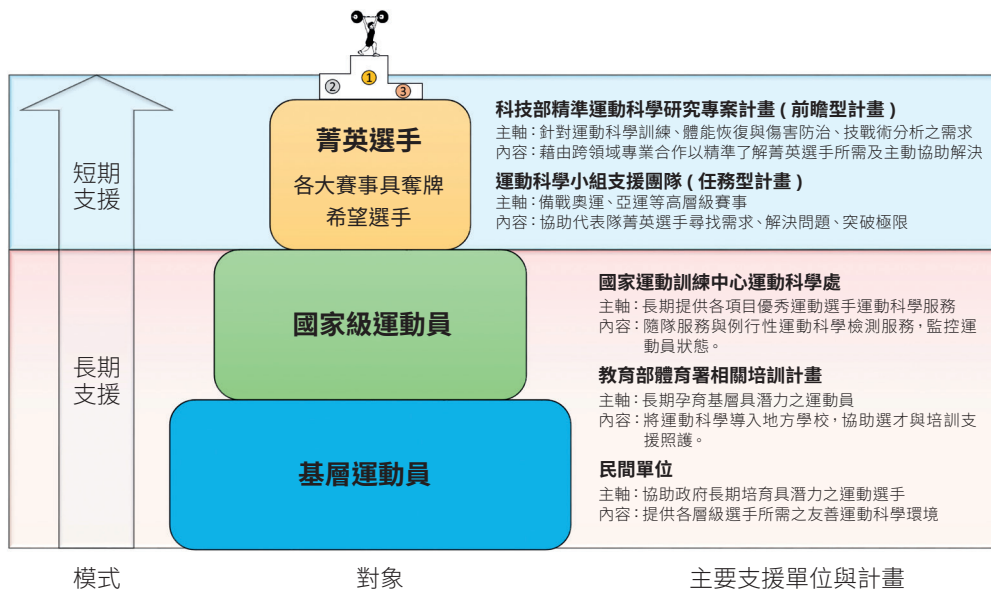 2
1
3
短期
支援
菁英選手
各大賽事具奪牌
希望選手
科技部精準運動科學研究專案計畫 ( 前瞻型計畫 )
主軸：針對運動科學訓練、體能恢復與傷害防治、技戰術分析之需求
內容：藉由跨領域專業合作以精準了解菁英選手所需及主動協助解決
運動科學小組支援團隊 ( 任務型計畫 )
主軸：備戰奧運、亞運等高層級賽事
內容：協助代表隊菁英選手尋找需求、解決問題、突破極限
長期
支援
國家級運動員
國家運動訓練中心運動科學處
主軸：長期提供各項目優秀運動選手運動科學服務
內容：隨隊服務與例行性運動科學檢測服務，監控運
動員狀態。
教育部體育署相關培訓計畫
主軸：長期孕育基層具潛力之運動員
內容：將運動科學導入地方學校，協助選才與培訓支
援照護。
基層運動員
民間單位
主軸：協助政府長期培育具潛力之運動選手
內容：提供各層級選手所需之友善運動科學環境
模式
對象
主要支援單位與計畫